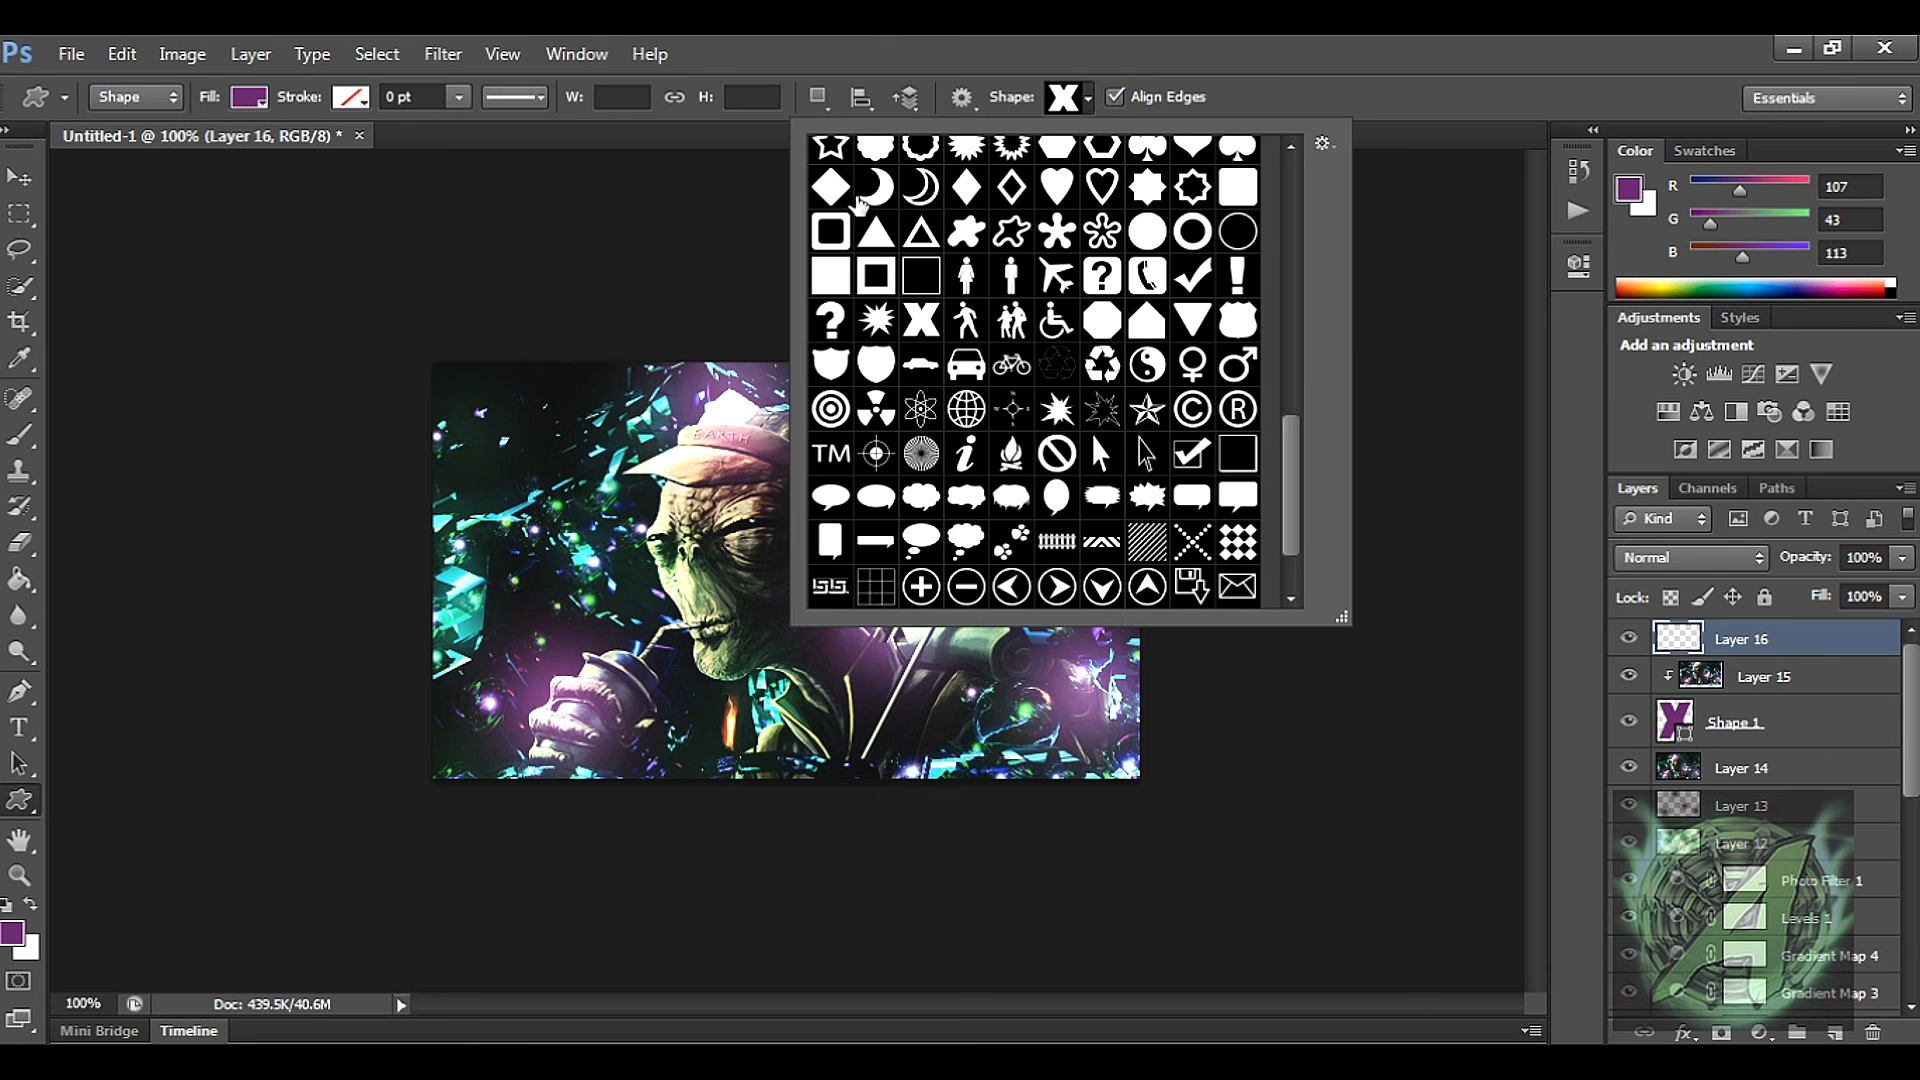 Ps File Edit Image Layer Type Select Filter View Window Help
Shape Fill: Stroke: 0 pt W: H: Shape: Align Edges Essentials
Untitled-1 @ 100% (Layer 16, RGB/8) * ×
Color Swatches
R 107
G 43
B 113
Adjustments Styles
Add an adjustment
Layers Channels Paths
Kind
Normal Opacity: 100%
Lock: Fill: 100%
Layer 16
Layer 15
Shape 1
Layer 14
Layer 13
Layer 12
Photo Filter 1
Levels 1
Gradient Map 4
Gradient Map 3
TM
EARTH
100% Doc: 439.5K/40.6M
Mini Bridge Timeline